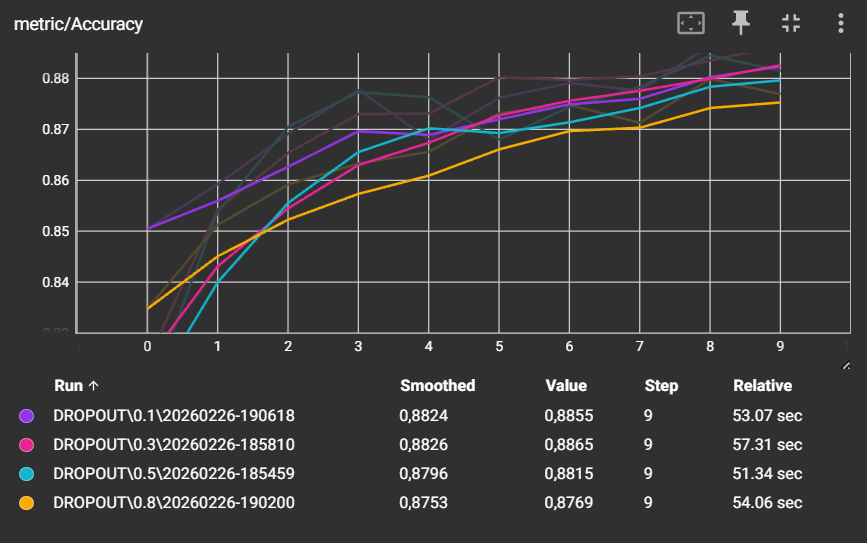 metric/Accuracy
0.88
0.87
0.86
0.85
0.84
0 1 2 3 4 5 6 7 8 9
Run ↑ Smoothed Value Step Relative
DROPOUT\0.1\20260226-190618 0,8824 0,8855 9 53.07 sec
DROPOUT\0.3\20260226-185810 0,8826 0,8865 9 57.31 sec
DROPOUT\0.5\20260226-185459 0,8796 0,8815 9 51.34 sec
DROPOUT\0.8\20260226-190200 0,8753 0,8769 9 54.06 sec